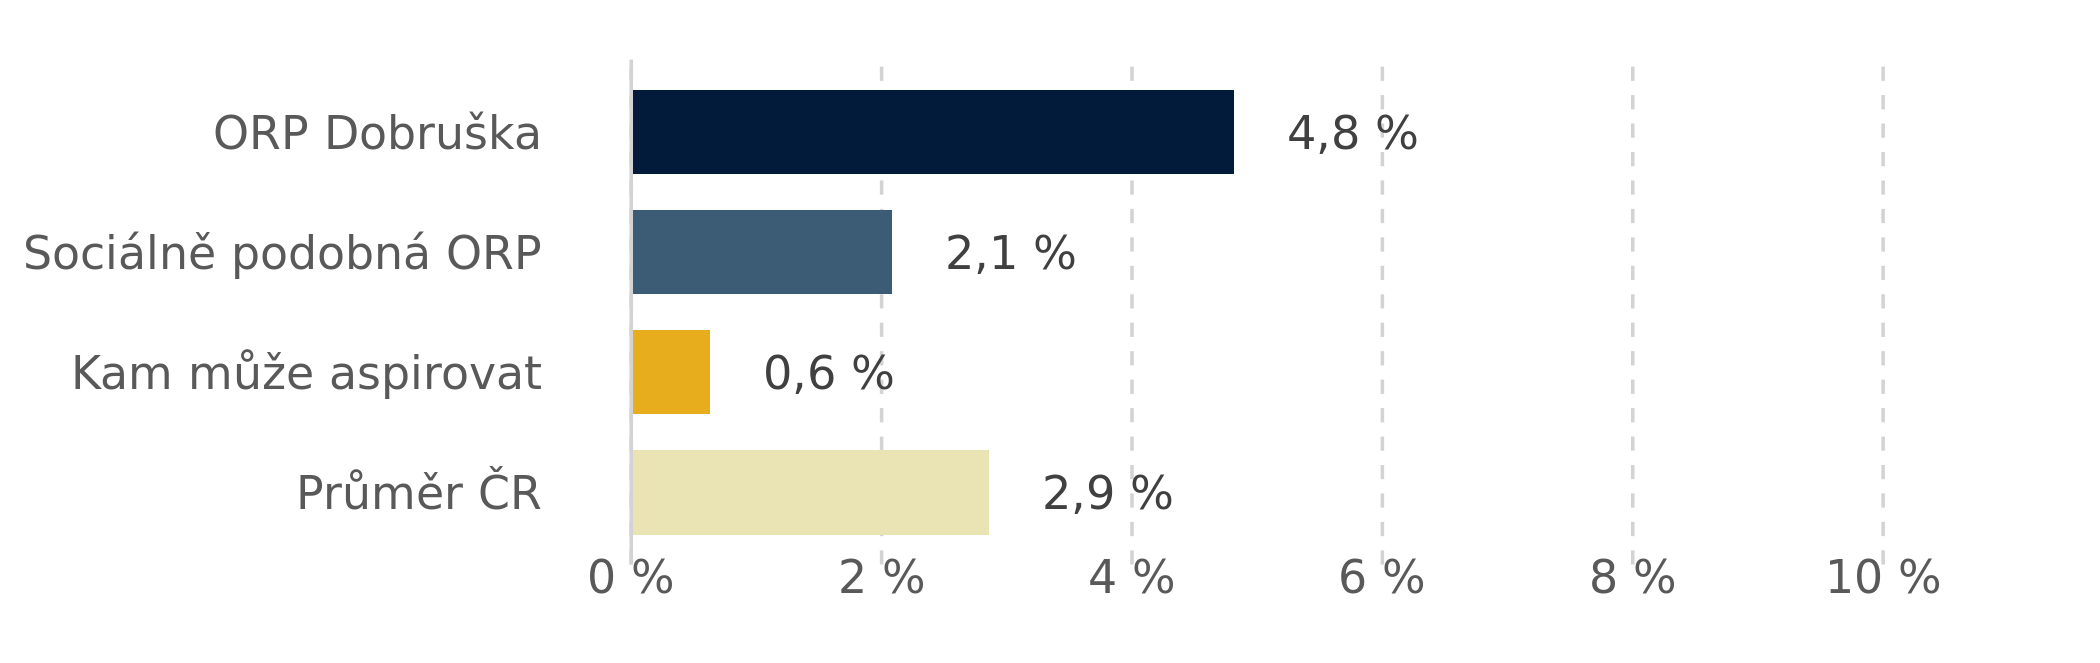 ORP Dobruška
4,8 %
Sociálně podobná ORP
2,1 %
Kam může aspirovat
0,6 %
Průměr ČR
2,9 %
0 %
2 %
4 %
6 %
8 %
10 %